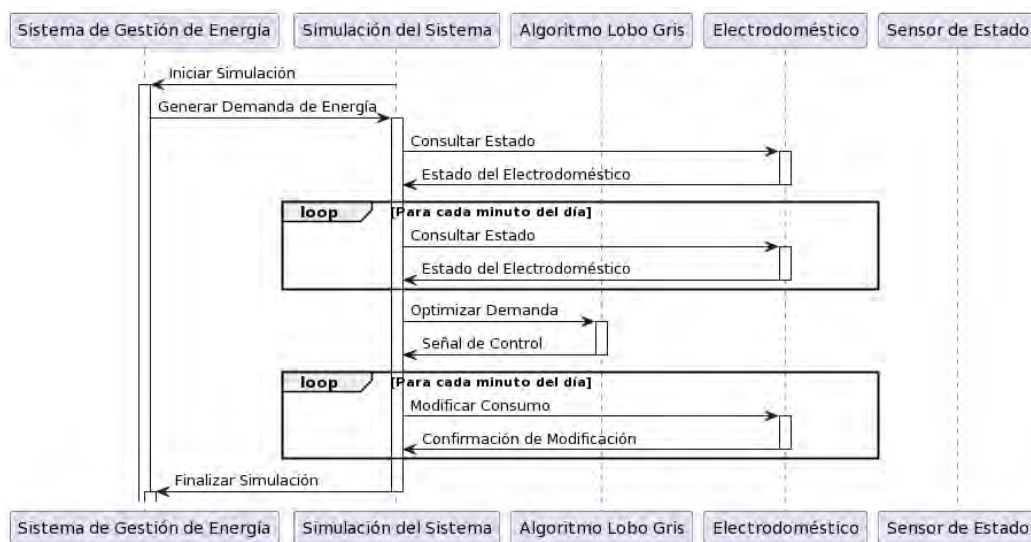 Sistema de Gestión de Energía Simulación del Sistema Algoritmo Lobo Gris Electrodoméstico Sensor de Estado
Iniciar Simulación
Generar Demanda de Energía
Consultar Estado
Estado del Electrodoméstico
loop [Para cada minuto del día]
Consultar Estado
Estado del Electrodoméstico
Optimizar Demanda
Señal de Control
loop [Para cada minuto del día]
Modificar Consumo
Confirmación de Modificación
Finalizar Simulación
Sistema de Gestión de Energía Simulación del Sistema Algoritmo Lobo Gris Electrodoméstico Sensor de Estado